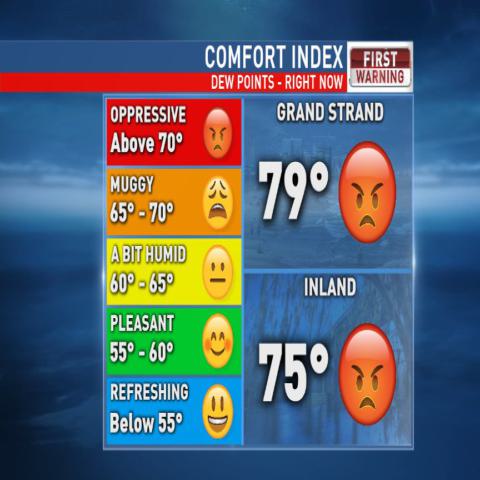 COMFORT INDEX
FIRST
WARNING
DEW POINTS - RIGHT NOW
OPPRESSIVE
Above 70°
MUGGY
65° - 70°
A BIT HUMID
60° - 65°
PLEASANT
55° - 60°
REFRESHING
Below 55°
GRAND STRAND
79°
INLAND
75°